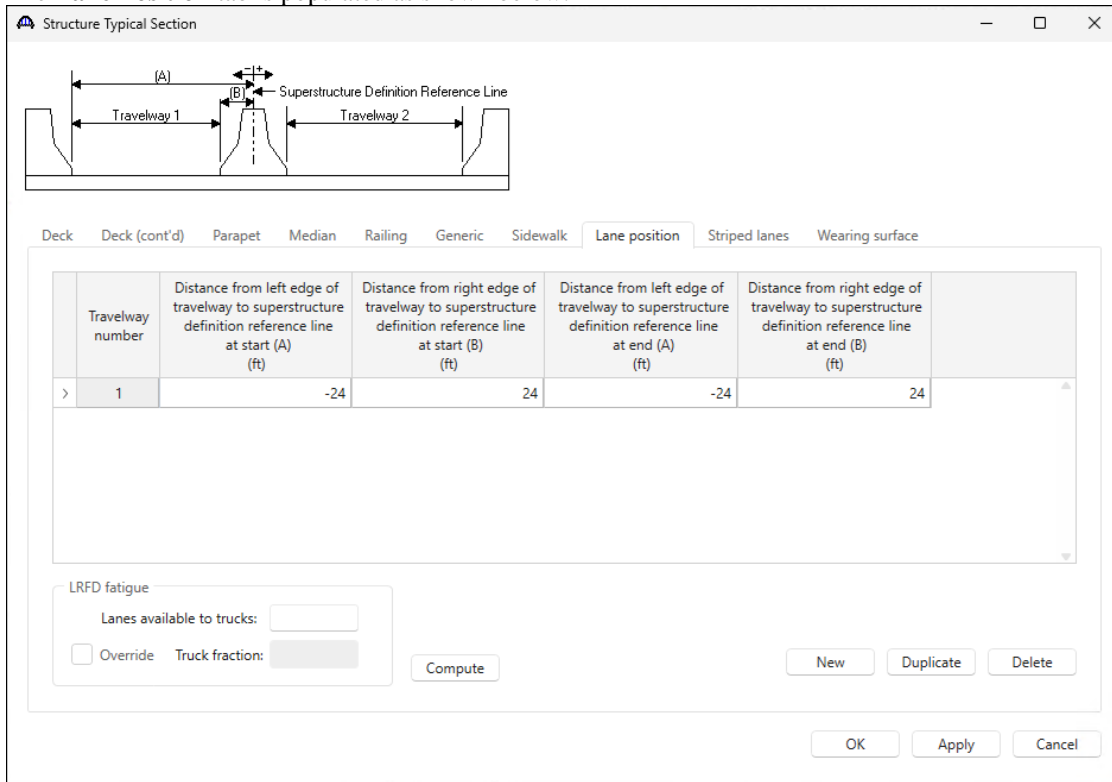 Structure Typical Section
(A)
- +
(B) Superstructure Definition Reference Line
Travelway 1 Travelway 2
Deck Deck (cont'd) Parapet Median Railing Generic Sidewalk Lane position Striped lanes Wearing surface
Travelway
number
Distance from left edge of
travelway to superstructure
definition reference line
at start (A)
(ft)
Distance from right edge of
travelway to superstructure
definition reference line
at start (B)
(ft)
Distance from left edge of
travelway to superstructure
definition reference line
at end (A)
(ft)
Distance from right edge of
travelway to superstructure
definition reference line
at end (B)
(ft)
1 -24 24 -24 24
LRFD fatigue
Lanes available to trucks:
Override Truck fraction:
Compute New Duplicate Delete
OK Apply Cancel